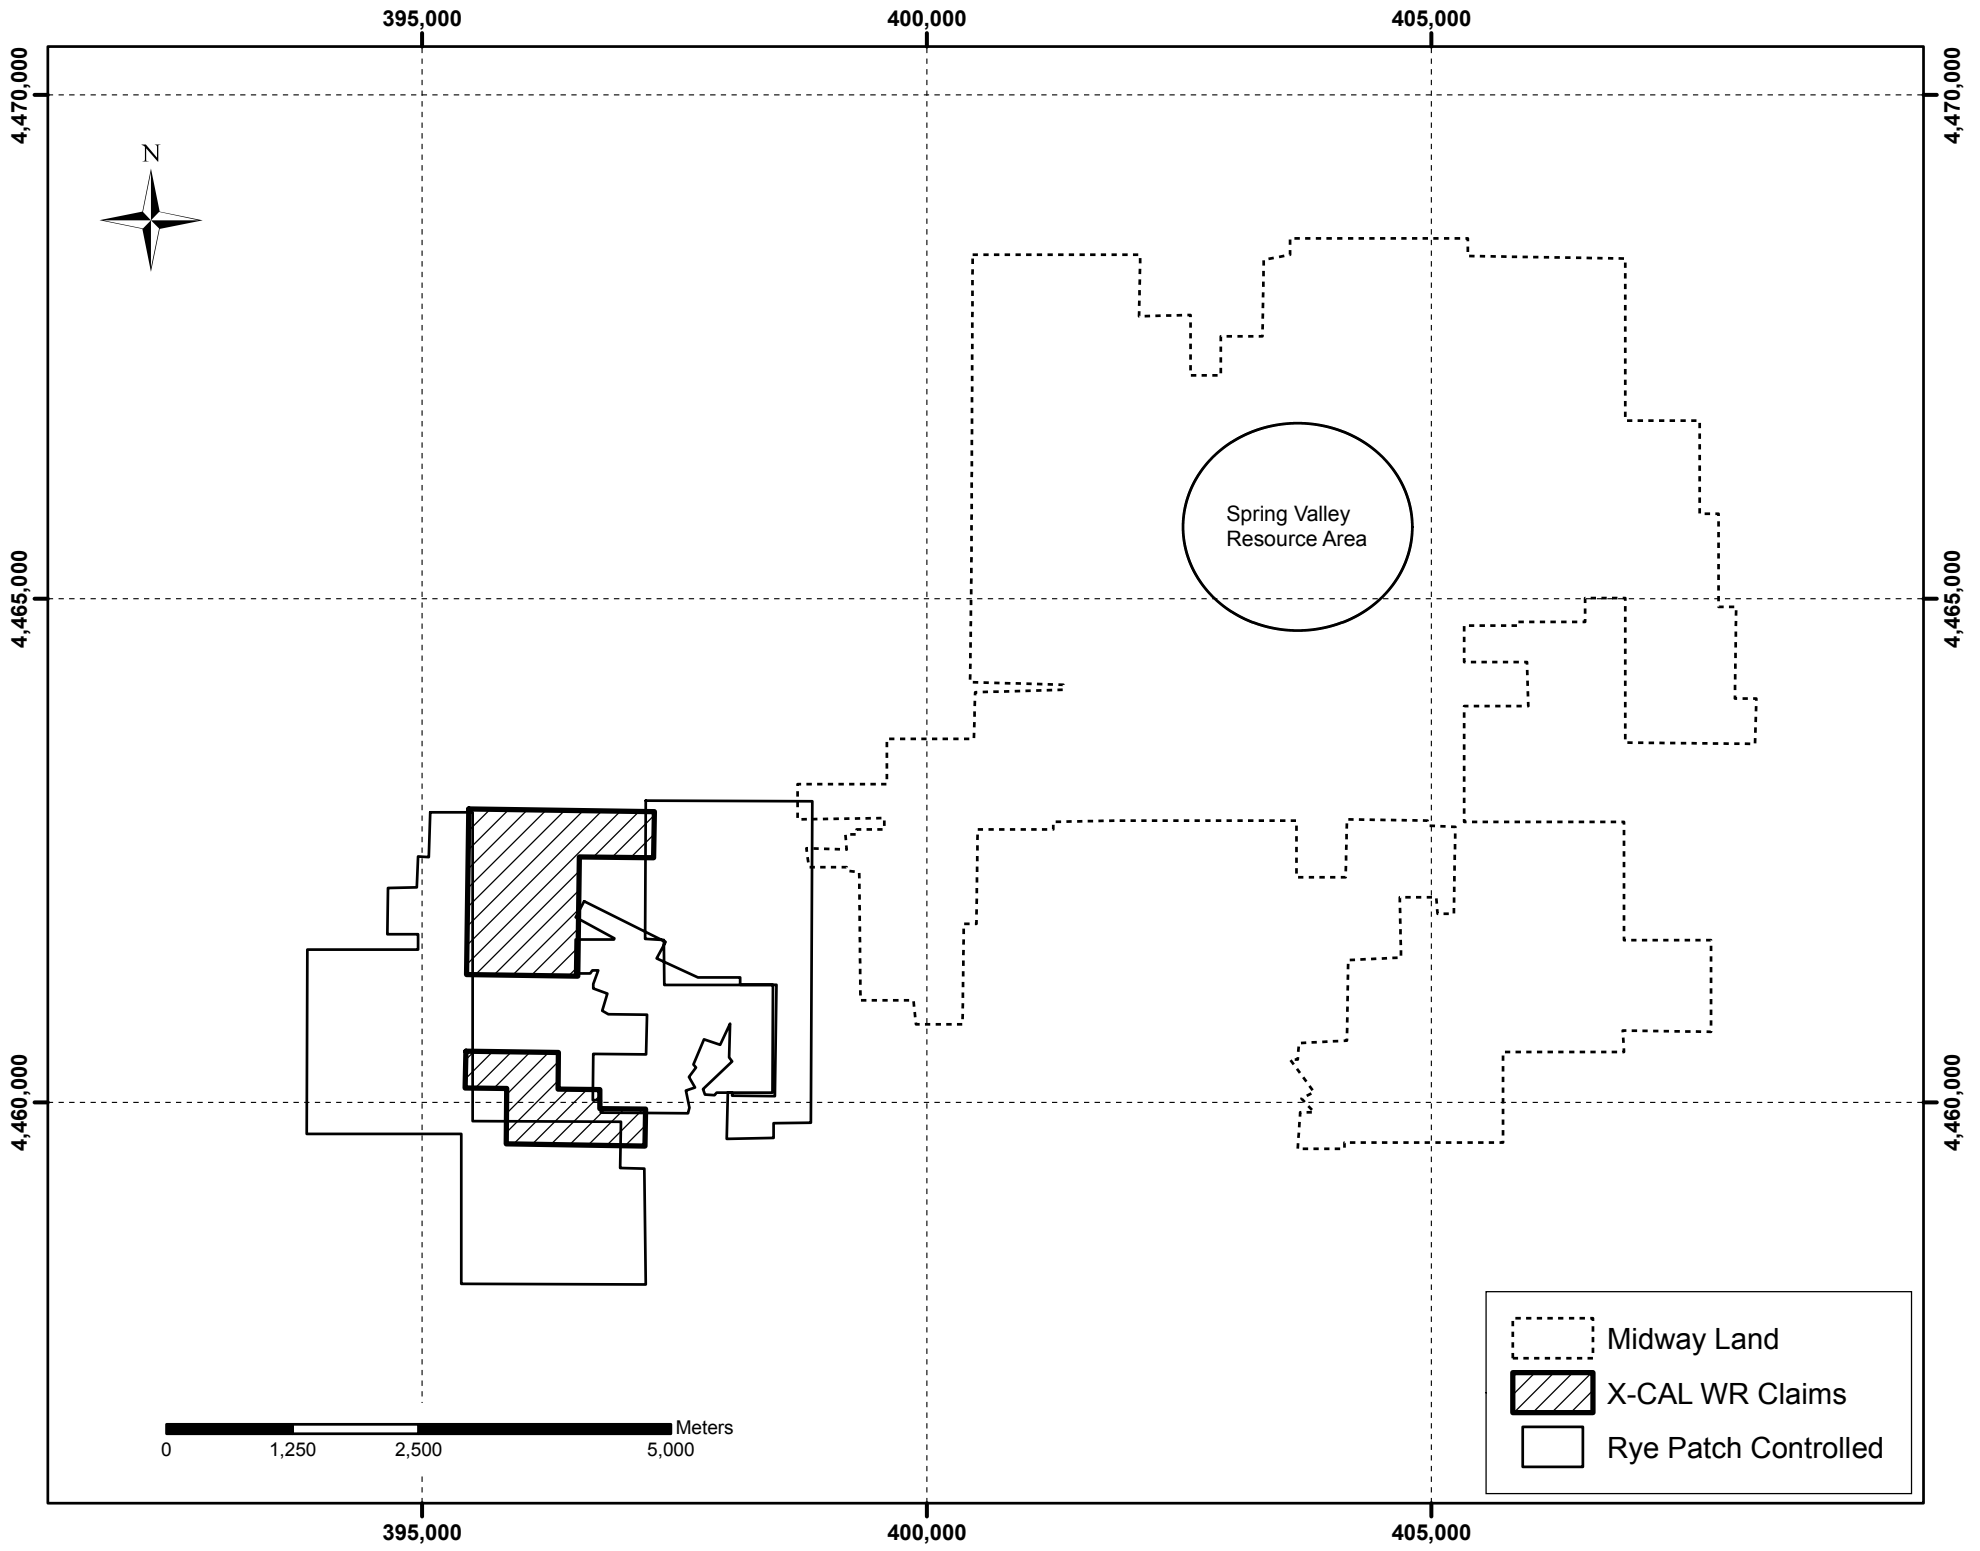 395,000
400,000
405,000
4,470,000
4,470,000
N
Spring Valley
Resource Area
4,465,000
4,465,000
4,460,000
4,460,000
Midway Land
X-CAL WR Claims
Rye Patch Controlled
Meters
0
1,250
2,500
5,000
395,000
400,000
405,000